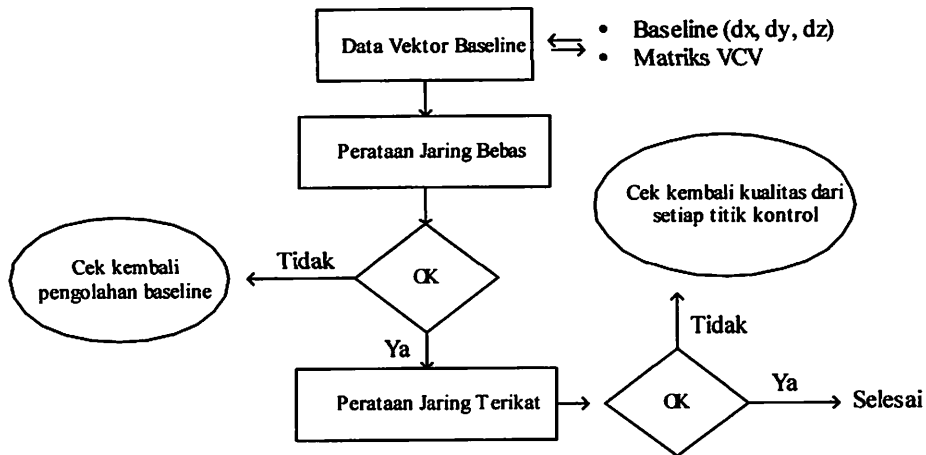 Data Vektor Baseline
• Baseline (dx, dy, dz)
• Matriks VCV
Perataan Jaring Bebas
Cek kembali kualitas dari
setiap titik kontrol
Cek kembali
pengolahan baseline
Tidak
OK
Ya
Tidak
Perataan Jaring Terikat
OK
Ya
Selesai